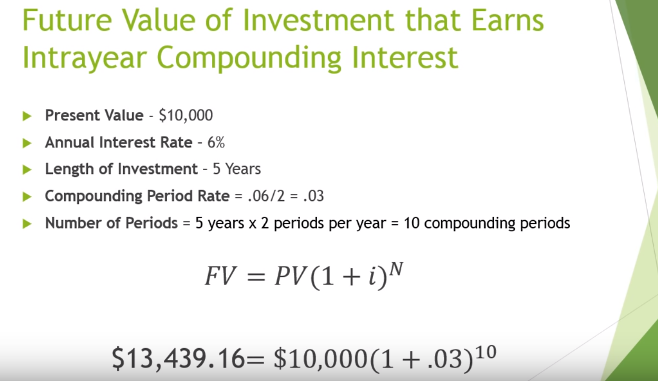 Future Value of Investment that Earns
Intrayear Compounding Interest
Present Value - $10,000
Annual Interest Rate – 6%
Length of Investment - 5 Years
Compounding Period Rate = .06/2 = .03
Number of Periods = 5 years x 2 periods per year = 10 compounding periods
FV = PV(1 + i)^N
$13,439.16= $10,000(1 + .03)^10